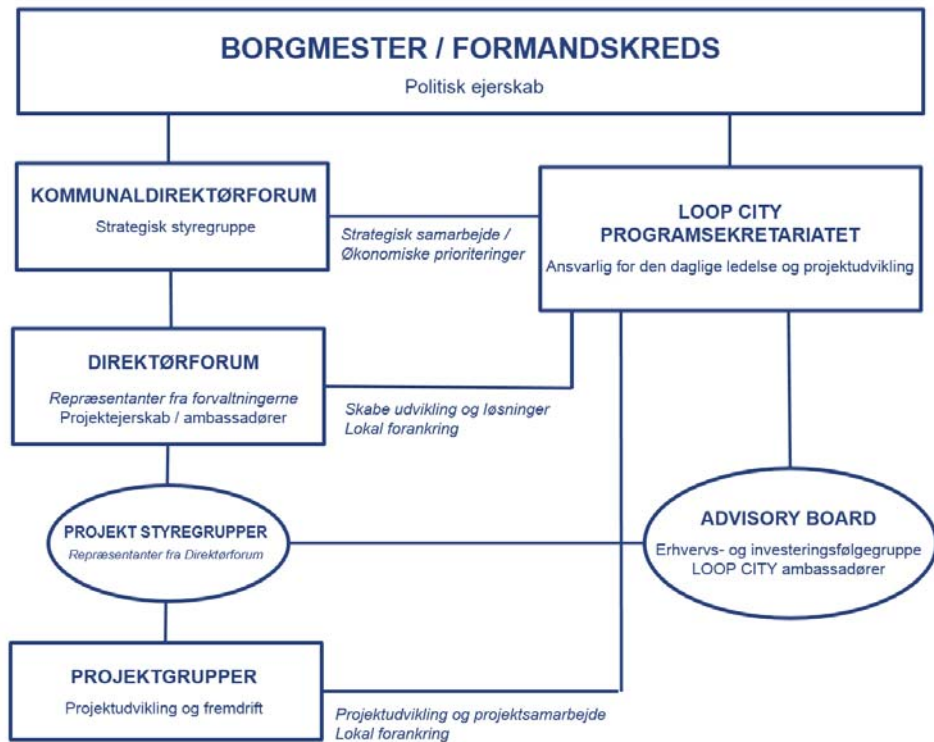 BORGMESTER / FORMANDSKREDS
Politisk ejerskab
KOMMUNALDIREKTØRFORUM
Strategisk styregruppe
Strategisk samarbejde /
Økonomiske prioriteringer
LOOP CITY
PROGRAMSEKRETARIATET
Ansvarlig for den daglige ledelse og projektudvikling
DIREKTØRFORUM
Repræsentanter fra forvaltningerne
Projektejerskab / ambassadører
Skabe udvikling og løsninger
Lokal forankring
PROJEKT STYREGRUPPER
Repræsentanter fra Direktørforum
ADVISORY BOARD
Erhvervs- og investeringsfølgegruppe
LOOP CITY ambassadører
PROJEKTGRUPPER
Projektudvikling og fremdrift
Projektudvikling og projektsamarbejde
Lokal forankring